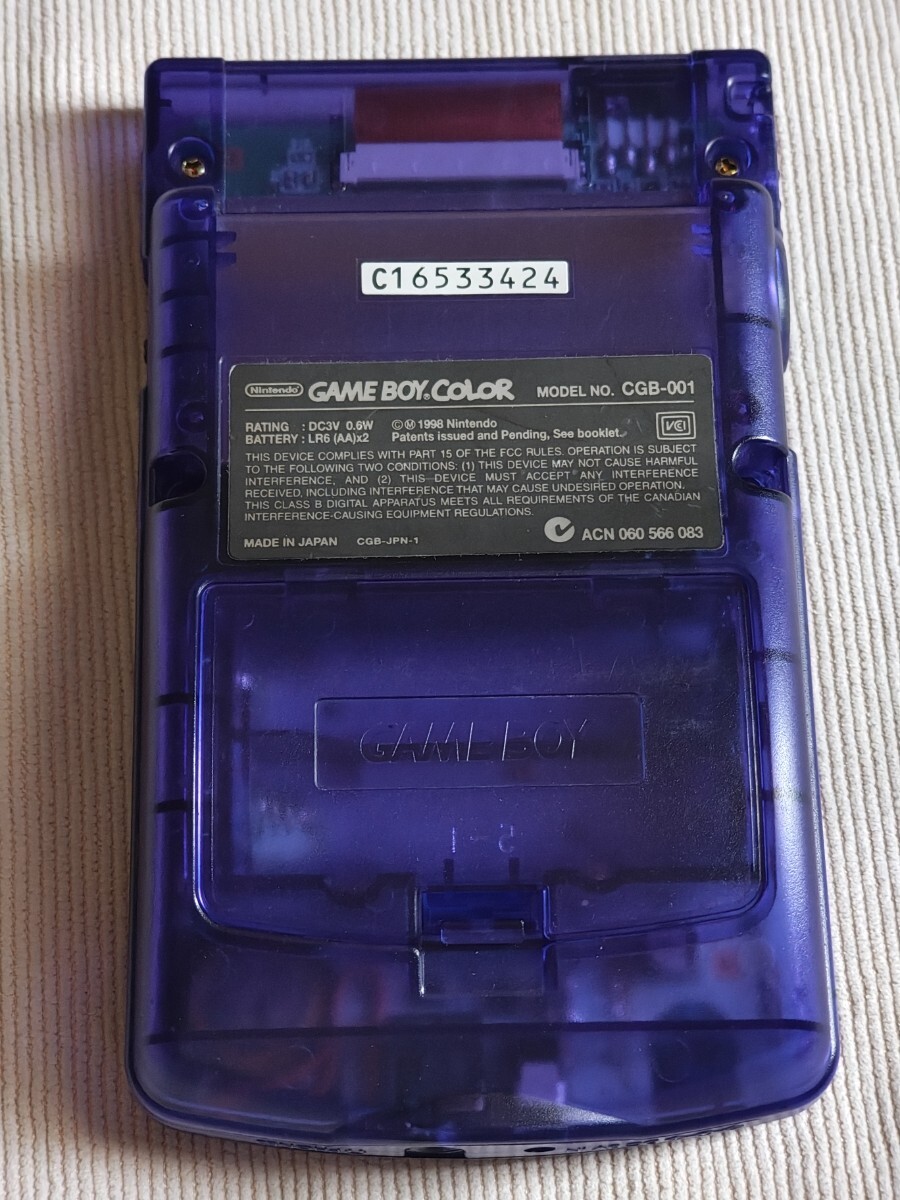 C16533424
Nintendo GAME BOY COLOR MODEL NO. CGB-001
RATING : DC3V 0.6W ©Ⓜ1998 Nintendo
BATTERY : LR6 (AA)x2 Patents issued and Pending, See booklet.
VCI
THIS DEVICE COMPLIES WITH PART 15 OF THE FCC RULES. OPERATION IS SUBJECT
TO THE FOLLOWING TWO CONDITIONS: (1) THIS DEVICE MAY NOT CAUSE HARMFUL
INTERFERENCE, AND (2) THIS DEVICE MUST ACCEPT ANY INTERFERENCE
RECEIVED, INCLUDING INTERFERENCE THAT MAY CAUSE UNDESIRED OPERATION.
THIS CLASS B DIGITAL APPARATUS MEETS ALL REQUIREMENTS OF THE CANADIAN
INTERFERENCE-CAUSING EQUIPMENT REGULATIONS.
MADE IN JAPAN CGB-JPN-1 ACN 060 566 083
GAME BOY